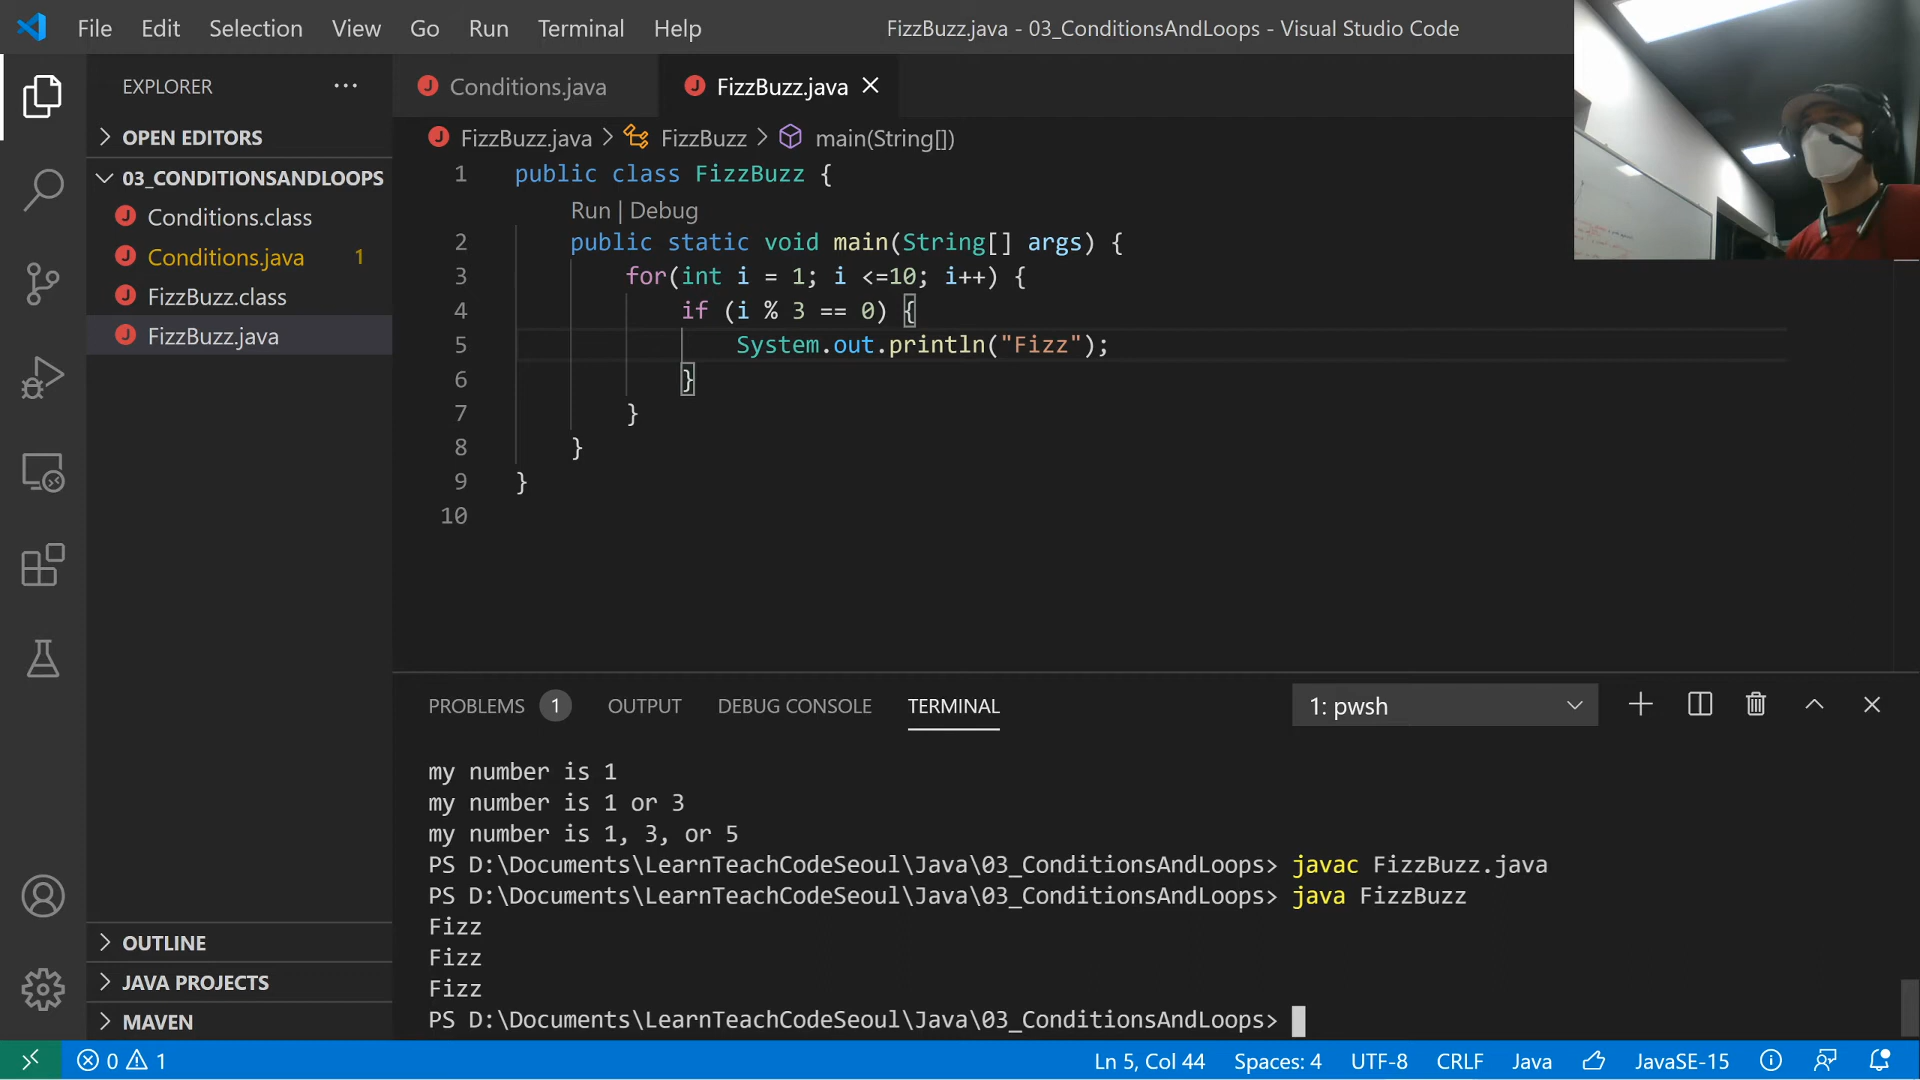 File Edit Selection View Go Run Terminal Help FizzBuzz.java - 03_ConditionsAndLoops - Visual Studio Code
EXPLORER
OPEN EDITORS
03_CONDITIONSANDLOOPS
Conditions.class
Conditions.java 1
FizzBuzz.class
FizzBuzz.java
OUTLINE
JAVA PROJECTS
MAVEN
Conditions.java FizzBuzz.java
FizzBuzz.java > FizzBuzz > main(String[])
1 public class FizzBuzz {
Run | Debug
2 public static void main(String[] args) {
3 for(int i = 1; i <=10; i++) {
4 if (i % 3 == 0) {
5 System.out.println("Fizz");
6 }
7 }
8 }
9 }
10
PROBLEMS 1 OUTPUT DEBUG CONSOLE TERMINAL 1: pwsh
my number is 1
my number is 1 or 3
my number is 1, 3, or 5
PS D:\Documents\LearnTeachCodeSeoul\Java\03_ConditionsAndLoops> javac FizzBuzz.java
PS D:\Documents\LearnTeachCodeSeoul\Java\03_ConditionsAndLoops> java FizzBuzz
Fizz
Fizz
Fizz
PS D:\Documents\LearnTeachCodeSeoul\Java\03_ConditionsAndLoops>
0 1 Ln 5, Col 44 Spaces: 4 UTF-8 CRLF Java JavaSE-15